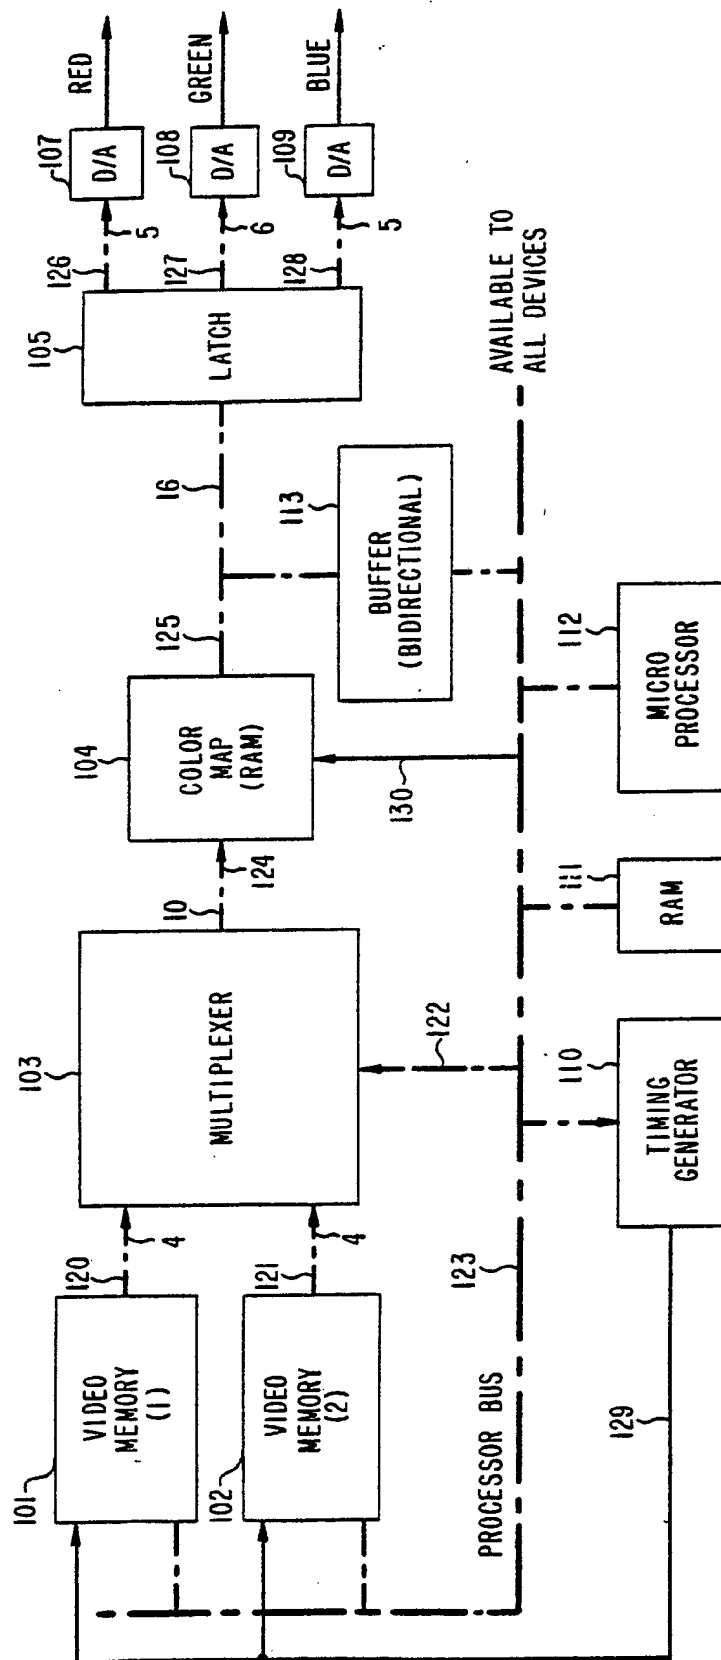 101
VIDEO
MEMORY
(1)
120
4
102
VIDEO
MEMORY
(2)
121
4
103
MULTIPLEXER
10
124
122
104
COLOR
MAP
(RAM)
125
16
130
113
BUFFER
(BIDIRECTIONAL)
105
LATCH
126
5
127
6
128
5
107
D/A
RED
108
D/A
GREEN
109
D/A
BLUE
PROCESSOR BUS
123
AVAILABLE TO
ALL DEVICES
129
110
TIMING
GENERATOR
111
RAM
112
MICRO
PROCESSOR